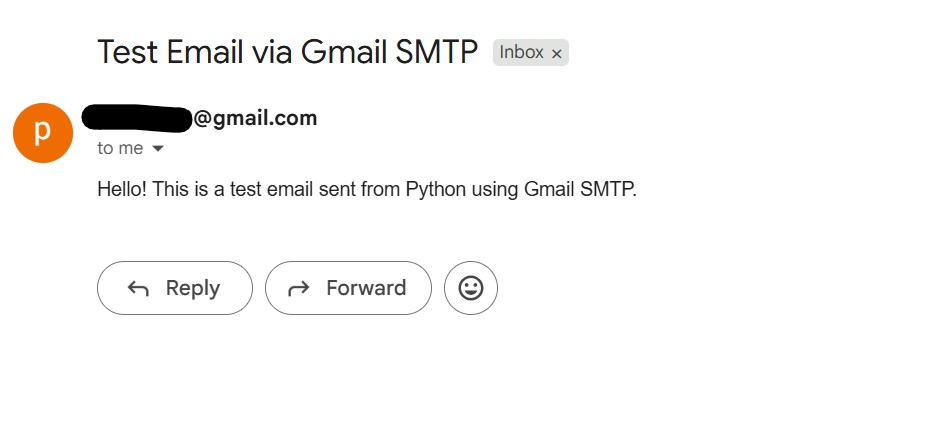 Test Email via Gmail SMTP Inbox ×
p
@gmail.com
to me
Hello! This is a test email sent from Python using Gmail SMTP.
Reply Forward